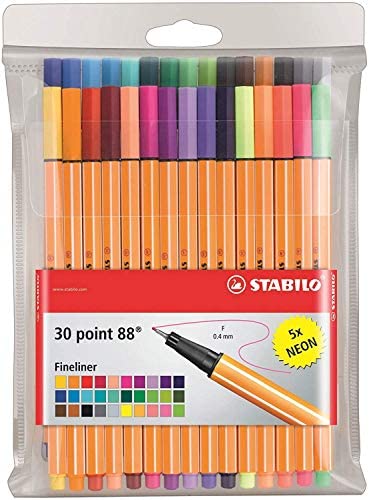 STABILO
30 point 88®
F
0.4 mm
5x
NEON
Fineliner
www.stabilo.com